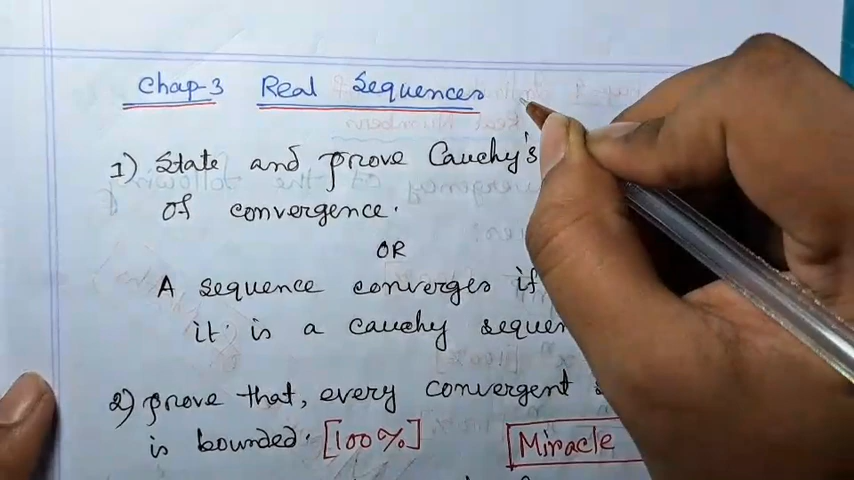 Chap-3 Real Sequences
1) State and prove Cauchy's
of convergence.
OR
A sequence converges if
it is a cauchy
2) prove that, every convergent
is bounded. [100%] Miracle